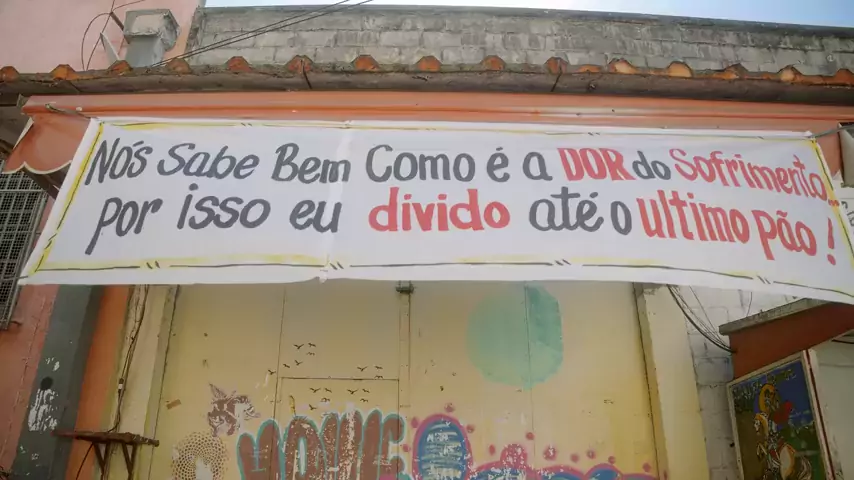 Nós Sabe Bem Como é a DOR do Sofrimento...
por isso eu divido até o ultimo pão!